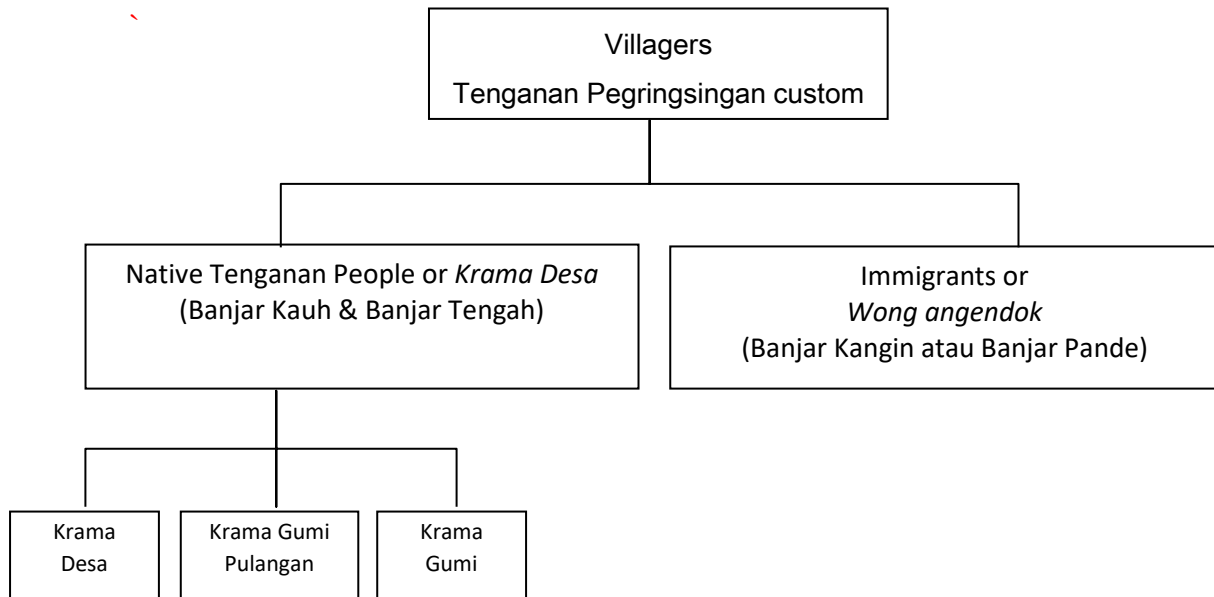 Villagers
Tenganan Pegringsingan custom
Native Tenganan People or Krama Desa
(Banjar Kauh & Banjar Tengah)
Immigrants or
Wong angendok
(Banjar Kangin atau Banjar Pande)
Krama
Desa
Krama Gumi
Pulangan
Krama
Gumi